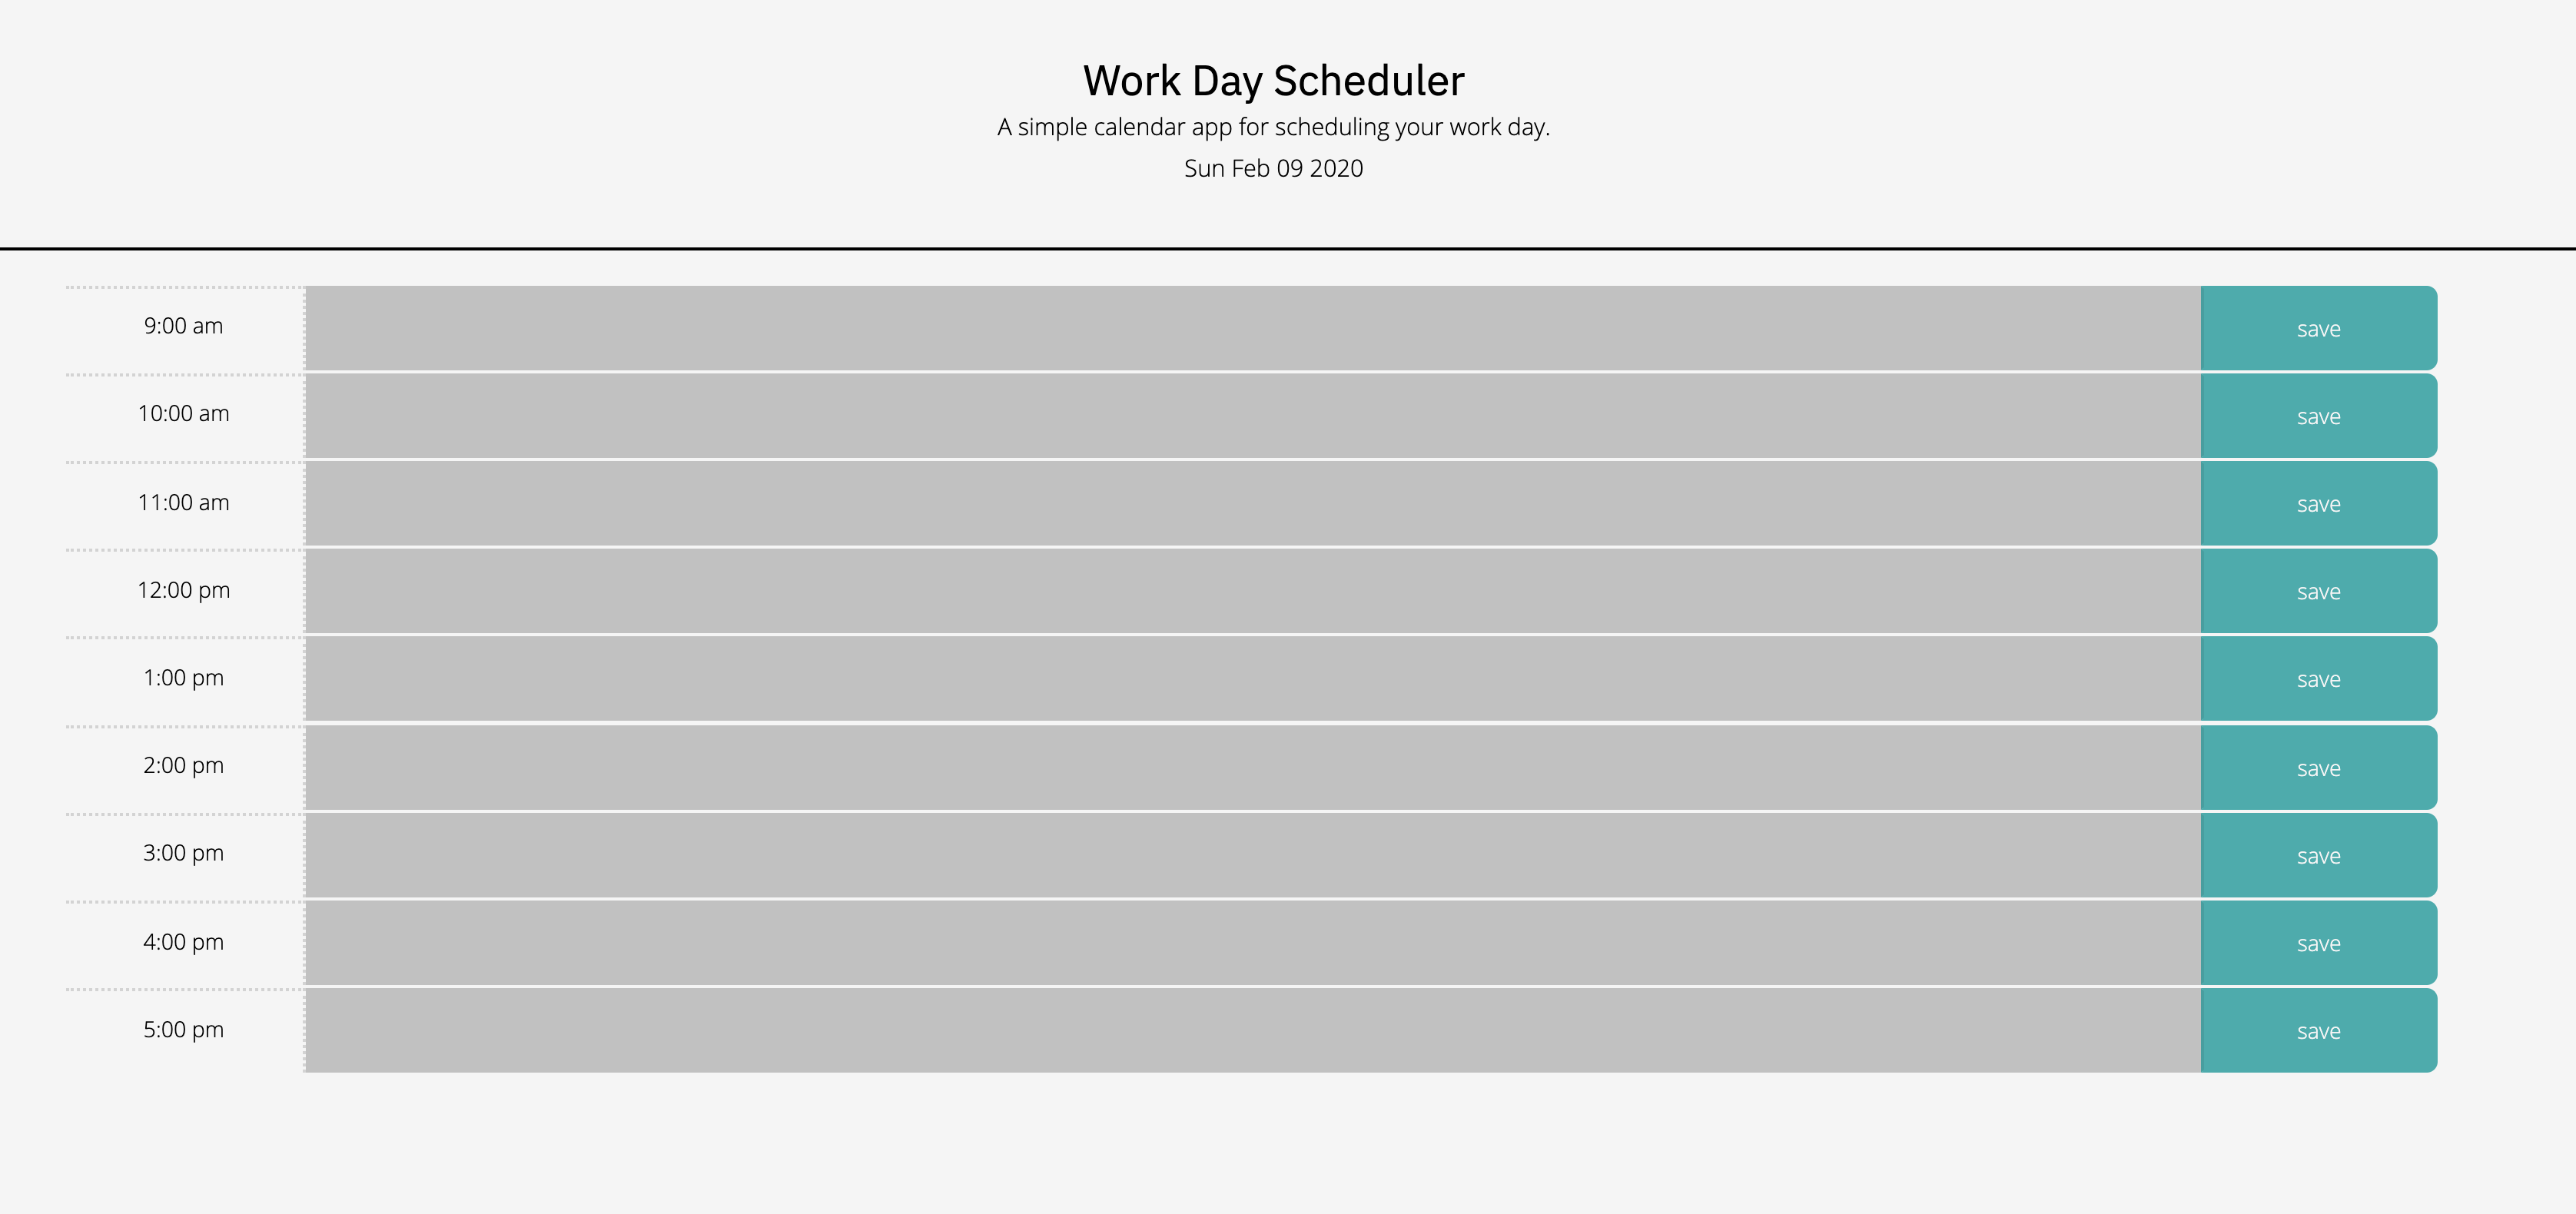 Work Day Scheduler
A simple calendar app for scheduling your work day.
Sun Feb 09 2020
9:00 am save
10:00 am save
11:00 am save
12:00 pm save
1:00 pm save
2:00 pm save
3:00 pm save
4:00 pm save
5:00 pm save